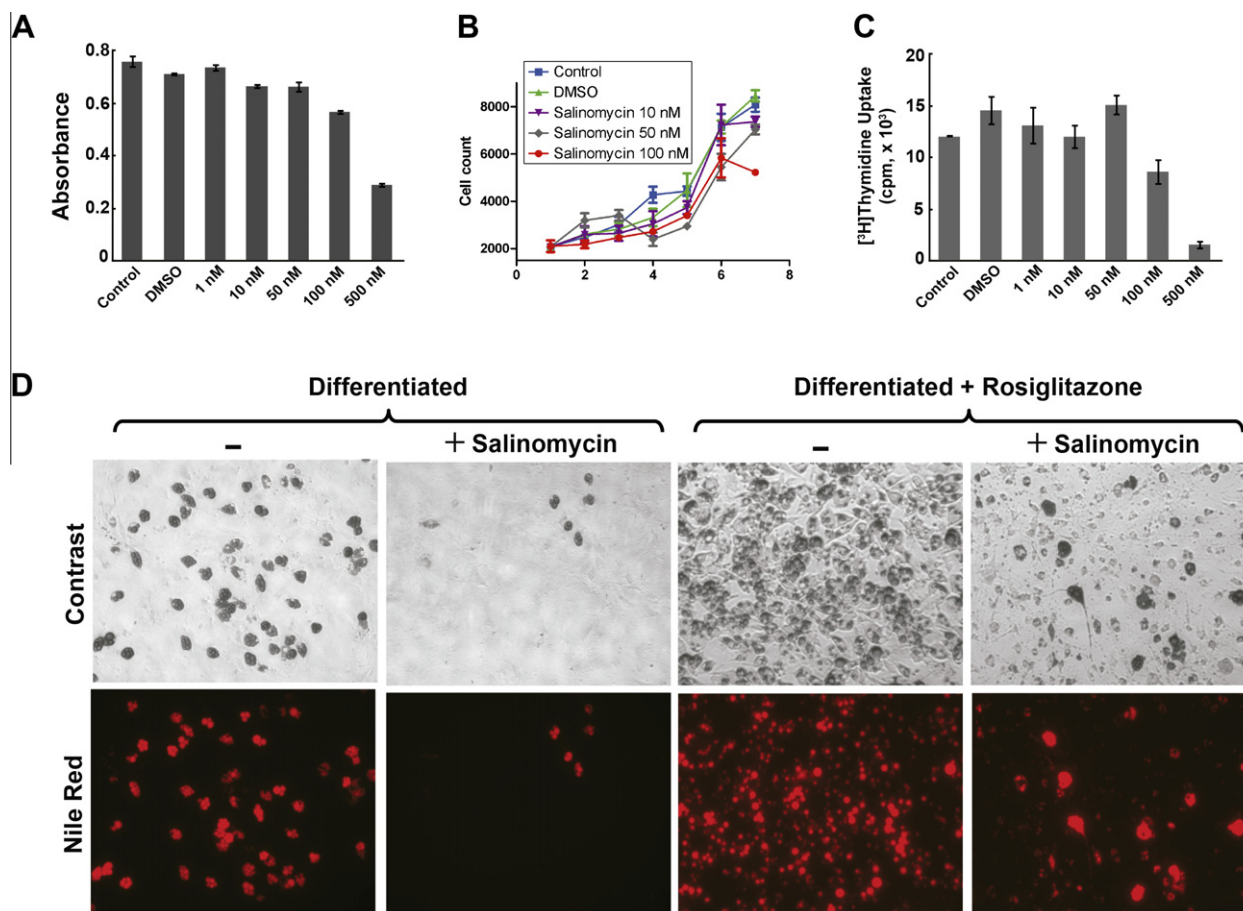 A
0.8
0.6
0.4
0.2
0
Absorbance
Control
DMSO
1 nM
10 nM
50 nM
100 nM
500 nM
B
Control
DMSO
Salinomycin 10 nM
Salinomycin 50 nM
Salinomycin 100 nM
8000
6000
4000
2000
Cell count
0 2 4 6 8
C
20
15
10
5
0
[³H]Thymidine Uptake
(cpm, x 10³)
Control
DMSO
1 nM
10 nM
50 nM
100 nM
500 nM
D
Differentiated
Differentiated + Rosiglitazone
– + Salinomycin – + Salinomycin
Contrast
Nile Red